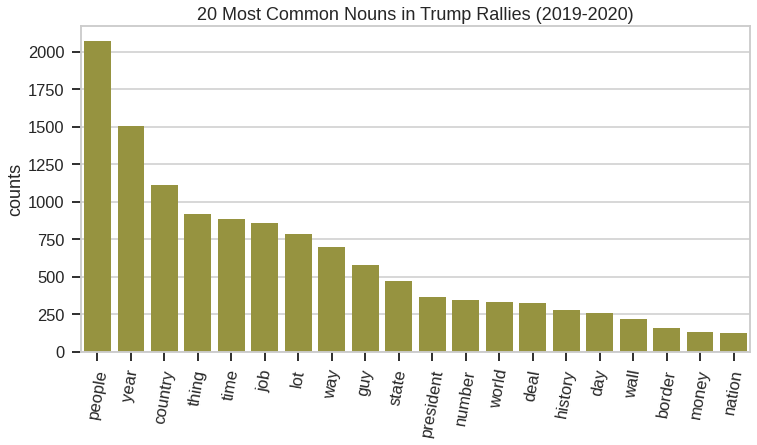 20 Most Common Nouns in Trump Rallies (2019-2020)
counts
2000
1750
1500
1250
1000
750
500
250
0
people
year
country
thing
time
job
lot
way
guy
state
president
number
world
deal
history
day
wall
border
money
nation